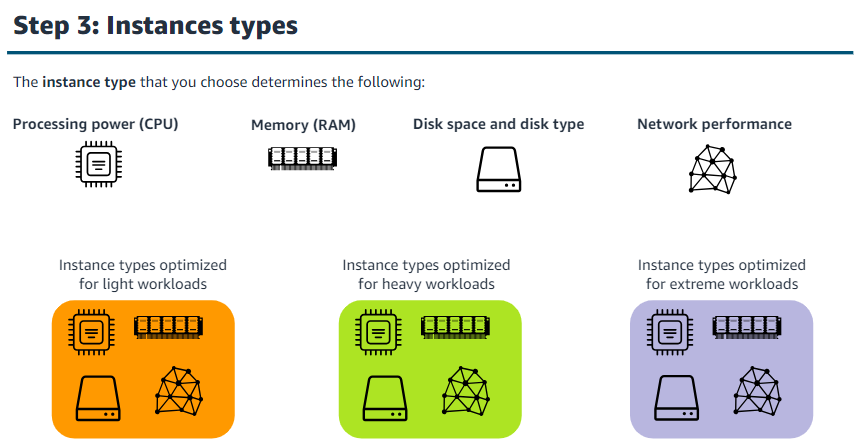 Step 3: Instances types
The instance type that you choose determines the following:
Processing power (CPU)
Memory (RAM)
Disk space and disk type
Network performance
Instance types optimized
for light workloads
Instance types optimized
for heavy workloads
Instance types optimized
for extreme workloads